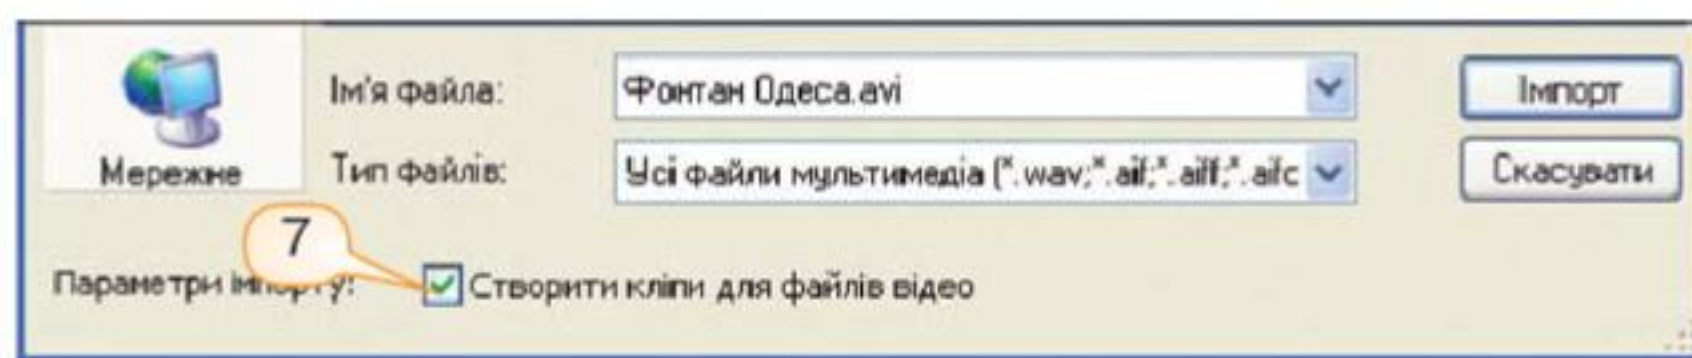 Ім'я файла: Фонтан Одеса.avi Імпорт
Мережне Тип файлів: Усі файли мультимедіа (*.wav;*.aif;*.aiff;*.aifc Скасувати
7
Параметри імпорту: Створити кліпи для файлів відео